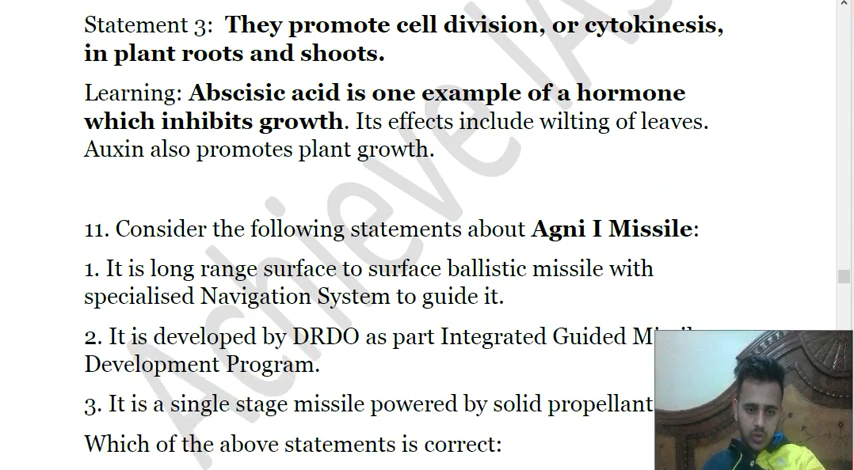 Statement 3: They promote cell division, or cytokinesis,
in plant roots and shoots.
Learning: Abscisic acid is one example of a hormone
which inhibits growth. Its effects include wilting of leaves.
Auxin also promotes plant growth.
11. Consider the following statements about Agni I Missile:
1. It is long range surface to surface ballistic missile with
specialised Navigation System to guide it.
2. It is developed by DRDO as part Integrated Guided
Development Program.
3. It is a single stage missile powered by solid propellant
Which of the above statements is correct:
Achieve IAS